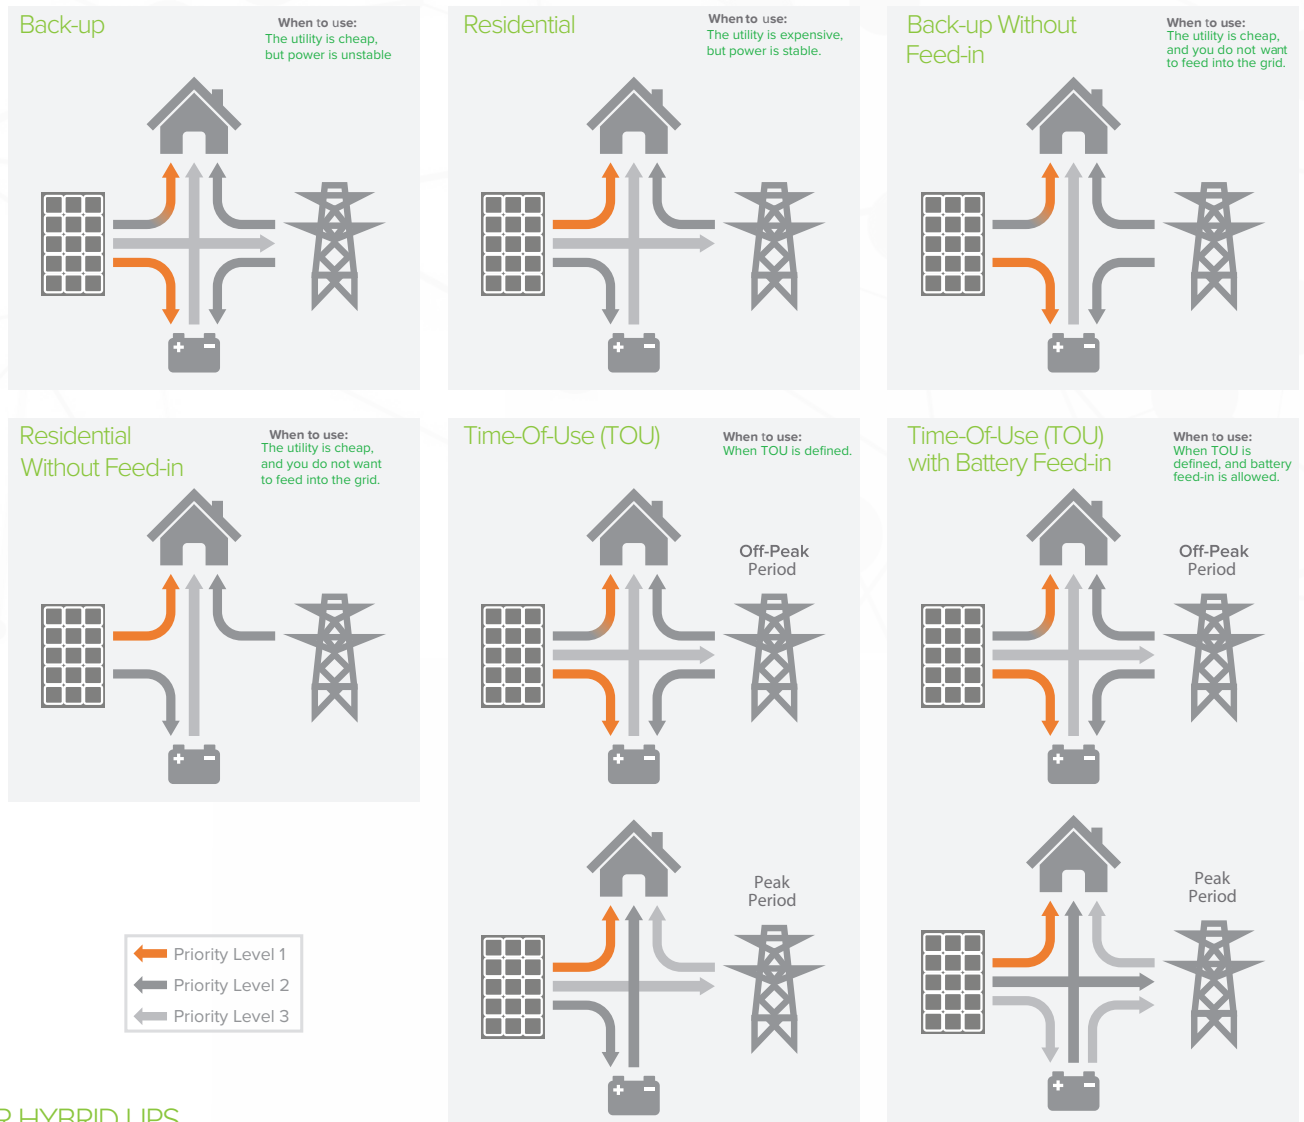 Back-up
When to use:
The utility is cheap,
but power is unstable
Residential
When to use:
The utility is expensive,
but power is stable.
Back-up Without
Feed-in
When to use:
The utility is cheap,
and you do not want
to feed into the grid.
Residential
Without Feed-in
When to use:
The utility is cheap,
and you do not want
to feed into the grid.
Time-Of-Use (TOU)
When to use:
When TOU is defined.
Off-Peak
Period
Time-Of-Use (TOU)
with Battery Feed-in
When to use:
When TOU is
defined, and battery
feed-in is allowed.
Off-Peak
Period
Peak
Period
Peak
Period
Priority Level 1
Priority Level 2
Priority Level 3
R HYBRID UPS